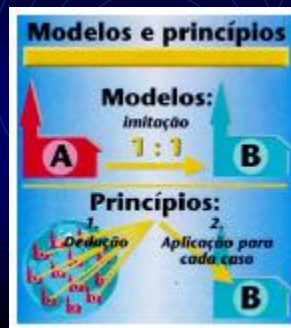 Modelos e princípios
Modelos:
imitação
1 : 1
A
B
Princípios:
1.
Dedução
2.
Aplicação para
cada caso
B